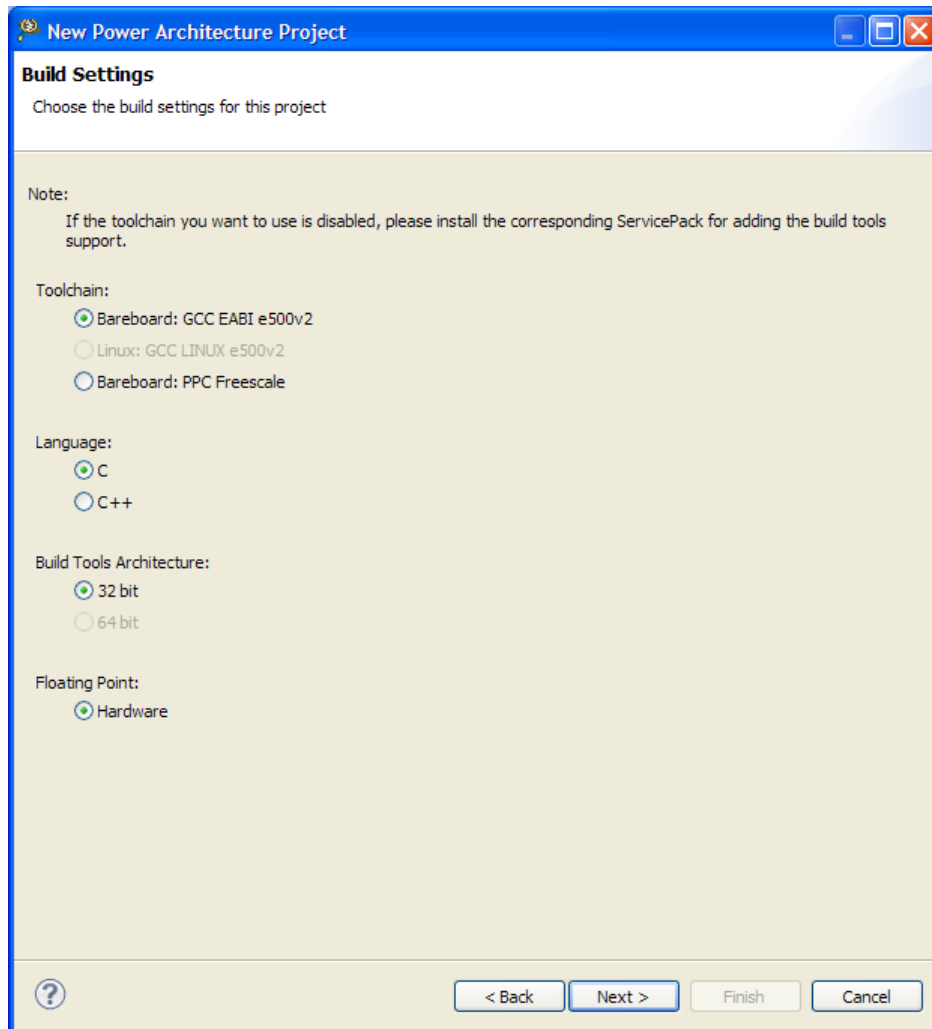 New Power Architecture Project
Build Settings
Choose the build settings for this project
Note:
If the toolchain you want to use is disabled, please install the corresponding ServicePack for adding the build tools
support.
Toolchain:
Bareboard: GCC EABI e500v2
Linux: GCC LINUX e500v2
Bareboard: PPC Freescale
Language:
C
C++
Build Tools Architecture:
32 bit
64 bit
Floating Point:
Hardware
? < Back Next > Finish Cancel